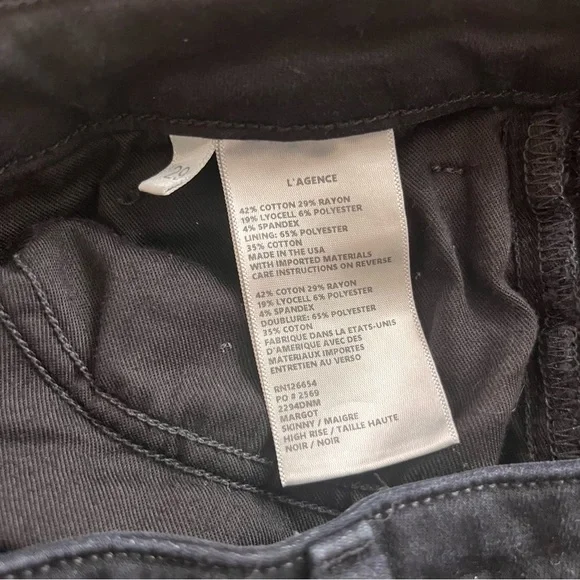 28
L'AGENCE
42% COTTON 29% RAYON
19% LYOCELL 6% POLYESTER
4% SPANDEX
LINING: 65% POLYESTER
35% COTTON
MADE IN THE USA
WITH IMPORTED MATERIALS
CARE INSTRUCTIONS ON REVERSE
42% COTTON 29% RAYON
19% LYOCELL 6% POLYESTER
4% SPANDEX
DOUBLURE: 65% POLYESTER
35% COTON
FABRIQUE DANS LA ETATS-UNIS
D'AMERIQUE AVEC DES
MATERIAUX IMPORTES
ENTRETIEN AU VERSO
RN126654
PO # 2569
2294DNM
MARGOT
SKINNY / MAIGRE
HIGH RISE / TAILLE HAUTE
NOIR / NOIR